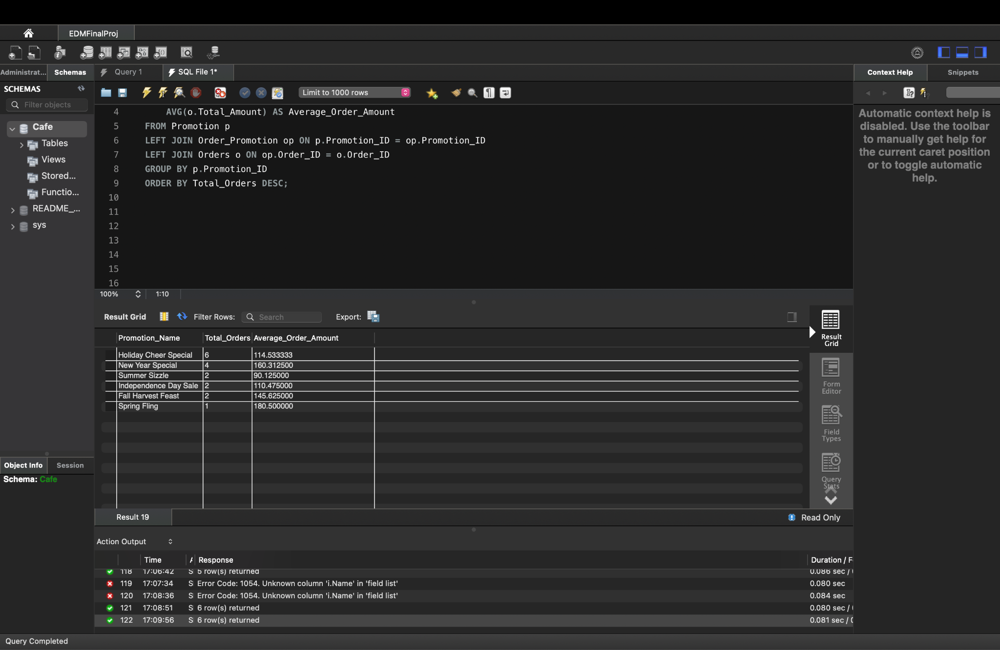 EDMFinalProj
Administrat... Schemas Query 1 SQL File 1* Context Help Snippets
SCHEMAS
Filter objects
Limit to 1000 rows
Cafe
Tables
Views
Stored...
Functio...
README_...
sys
4 AVG(o.Total_Amount) AS Average_Order_Amount
5 FROM Promotion p
6 LEFT JOIN Order_Promotion op ON p.Promotion_ID = op.Promotion_ID
7 LEFT JOIN Orders o ON op.Order_ID = o.Order_ID
8 GROUP BY p.Promotion_ID
9 ORDER BY Total_Orders DESC;
10
11
12
13
14
15
16
100% 1:10
Automatic context help is
disabled. Use the toolbar
to manually get help for
the current caret position
or to toggle automatic
help.
Result Grid Filter Rows: Search Export:
Promotion_Name Total_Orders Average_Order_Amount
Holiday Cheer Special 6 114.533333
New Year Special 4 160.312500
Summer Sizzle 2 90.125000
Independence Day Sale 2 110.475000
Fall Harvest Feast 2 145.625000
Spring Fling 1 180.500000
Result
Grid
Form
Editor
Field
Types
Query
Stats
Object Info Session
Schema: Cafe
Result 19 Read Only
Action Output
Time Response Duration / F
118 17:06:42 S 5 row(s) returned 0.086 sec /
119 17:07:34 S Error Code: 1054. Unknown column 'i.Name' in 'field list' 0.080 sec
120 17:08:36 S Error Code: 1054. Unknown column 'i.Name' in 'field list' 0.084 sec
121 17:08:51 S 6 row(s) returned 0.080 sec /
122 17:09:56 S 6 row(s) returned 0.081 sec /
Query Completed